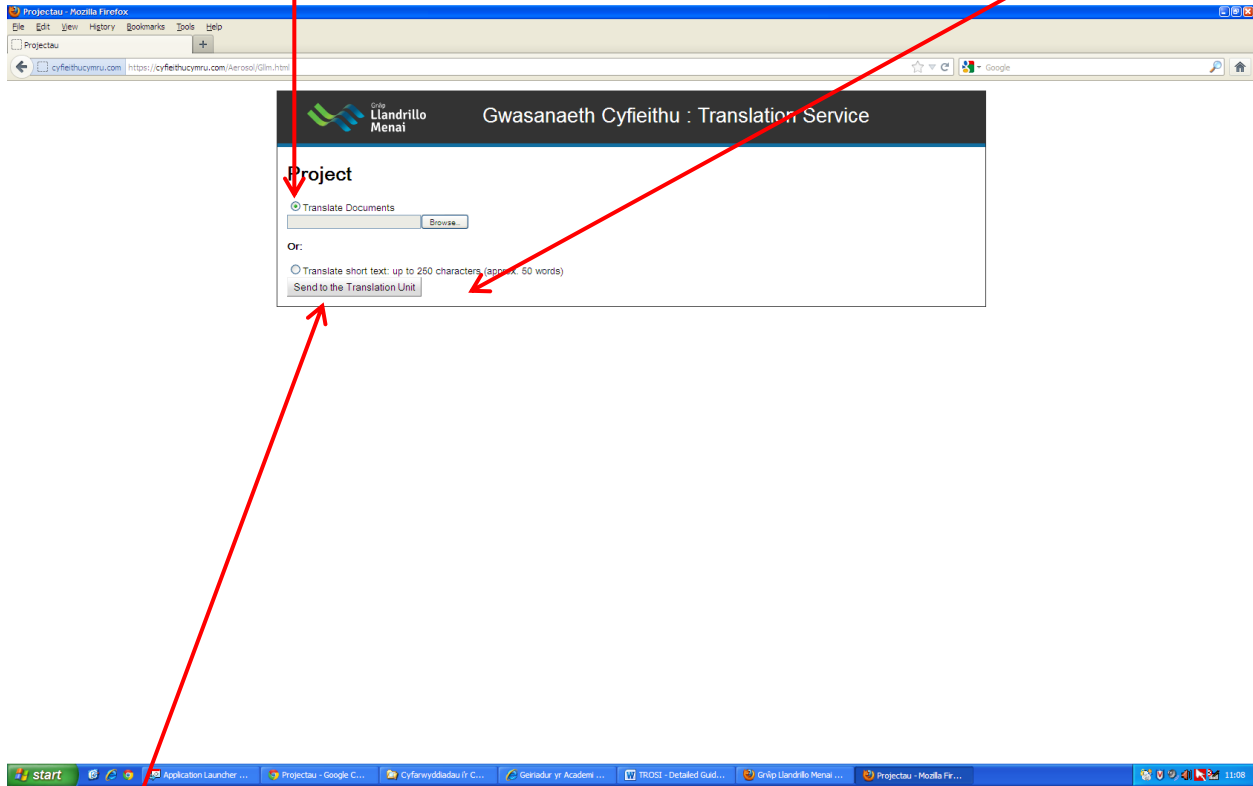 Projectau - Mozilla Firefox
File Edit View History Bookmarks Tools Help
Projectau +
cyfieithucymru.com https://cyfieithucymru.com/Aerosol/Gllm.html Google
Grŵp
Llandrillo
Menai
Gwasanaeth Cyfieithu : Translation Service
Project
Translate Documents
Browse..
Or:
Translate short text: up to 250 characters (approx. 50 words)
Send to the Translation Unit
start Application Launcher ... Projectau - Google C... Cyfarwyddiadau i'r C... Geiriadur yr Academi ... TROSI - Detailed Guid... Grŵp Llandrillo Menai ... Projectau - Mozilla Fir... 11:08